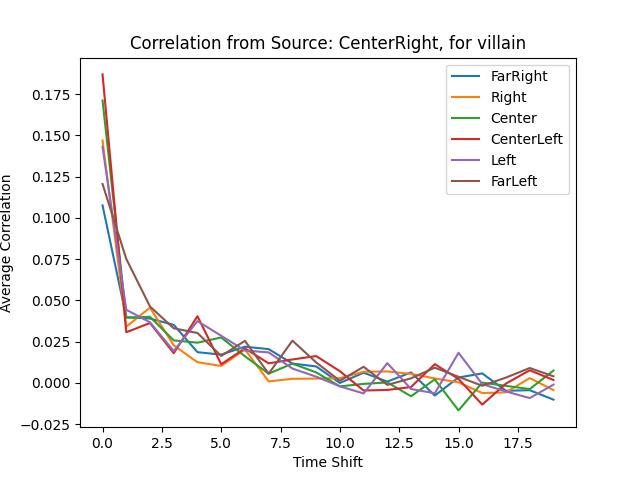 Correlation from Source: CenterRight, for villain
FarRight
Right
Center
CenterLeft
Left
FarLeft
Average Correlation
0.175
0.150
0.125
0.100
0.075
0.050
0.025
0.000
−0.025
0.0 2.5 5.0 7.5 10.0 12.5 15.0 17.5
Time Shift